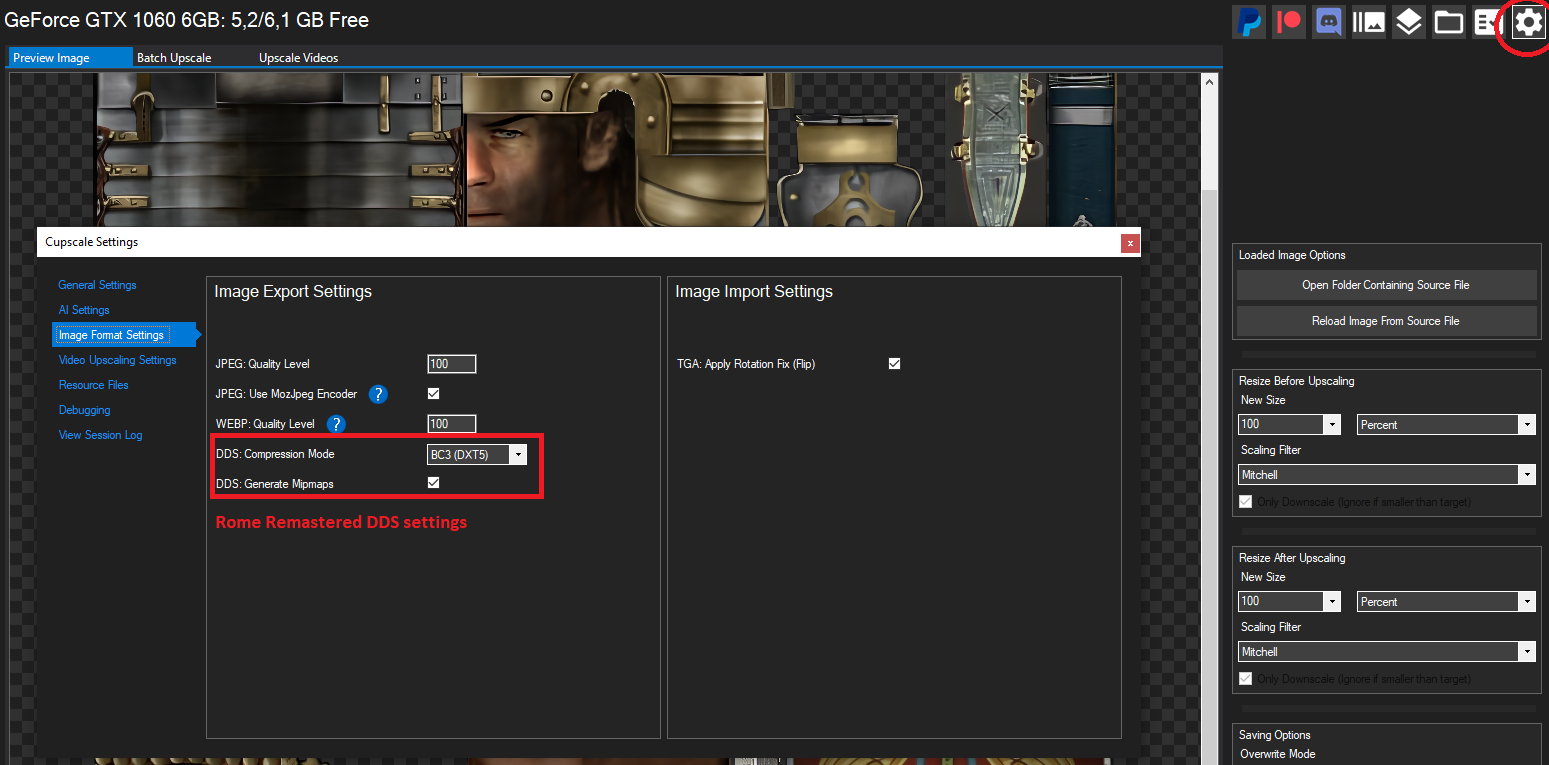 GeForce GTX 1060 6GB: 5,2/6,1 GB Free
Preview Image
Batch Upscale
Upscale Videos
Cupscale Settings
x
General Settings
AI Settings
Image Format Settings
Video Upscaling Settings
Resource Files
Debugging
View Session Log
Image Export Settings
JPEG: Quality Level
100
JPEG: Use MozJpeg Encoder
?
WEBP: Quality Level
?
100
DDS: Compression Mode
BC3 (DXT5)
DDS: Generate Mipmaps
Rome Remastered DDS settings
Image Import Settings
TGA: Apply Rotation Fix (Flip)
Loaded Image Options
Open Folder Containing Source File
Reload Image From Source File
Resize Before Upscaling
New Size
100
Percent
Scaling Filter
Mitchell
Only Downscale (Ignore if smaller than target)
Resize After Upscaling
New Size
100
Percent
Scaling Filter
Mitchell
Only Downscale (Ignore if smaller than target)
Saving Options
Overwrite Mode